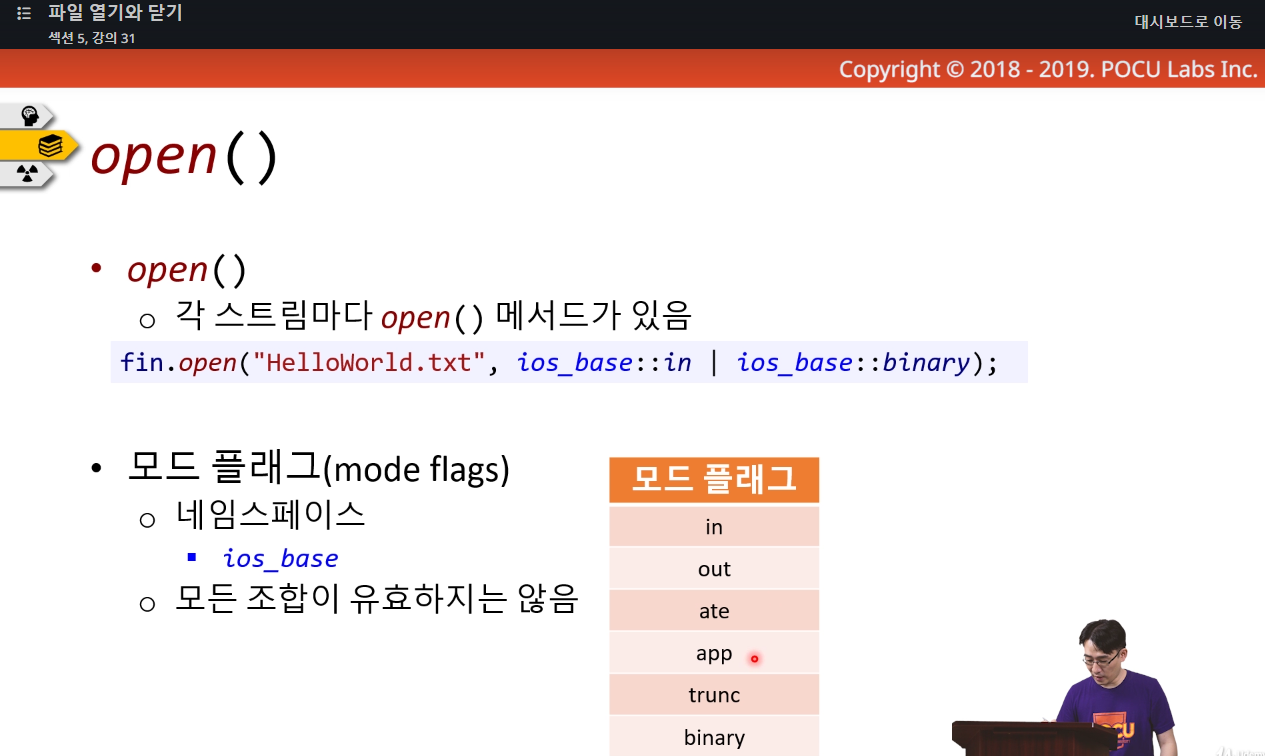 파일 열기와 닫기
섹션 5, 강의 31
대시보드로 이동
Copyright © 2018 - 2019. POCU Labs Inc.
open()
• open()
o 각 스트림마다 open() 메서드가 있음
fin.open("HelloWorld.txt", ios_base::in | ios_base::binary);
• 모드 플래그(mode flags)
o 네임스페이스
▪ ios_base
o 모든 조합이 유효하지는 않음
모드 플래그
in
out
ate
app
trunc
binary